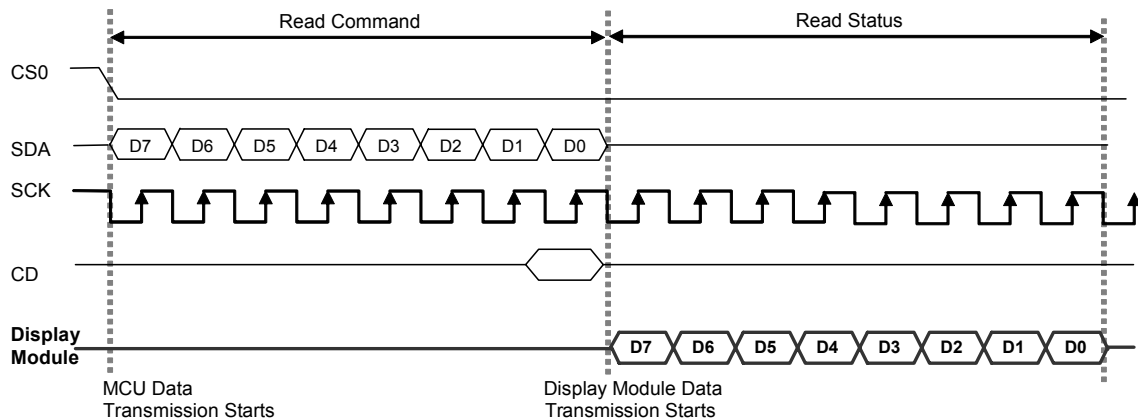 Read Command
Read Status
CS0
SDA
D7 D6 D5 D4 D3 D2 D1 D0
SCK
CD
Display
Module
D7 D6 D5 D4 D3 D2 D1 D0
MCU Data
Transmission Starts
Display Module Data
Transmission Starts